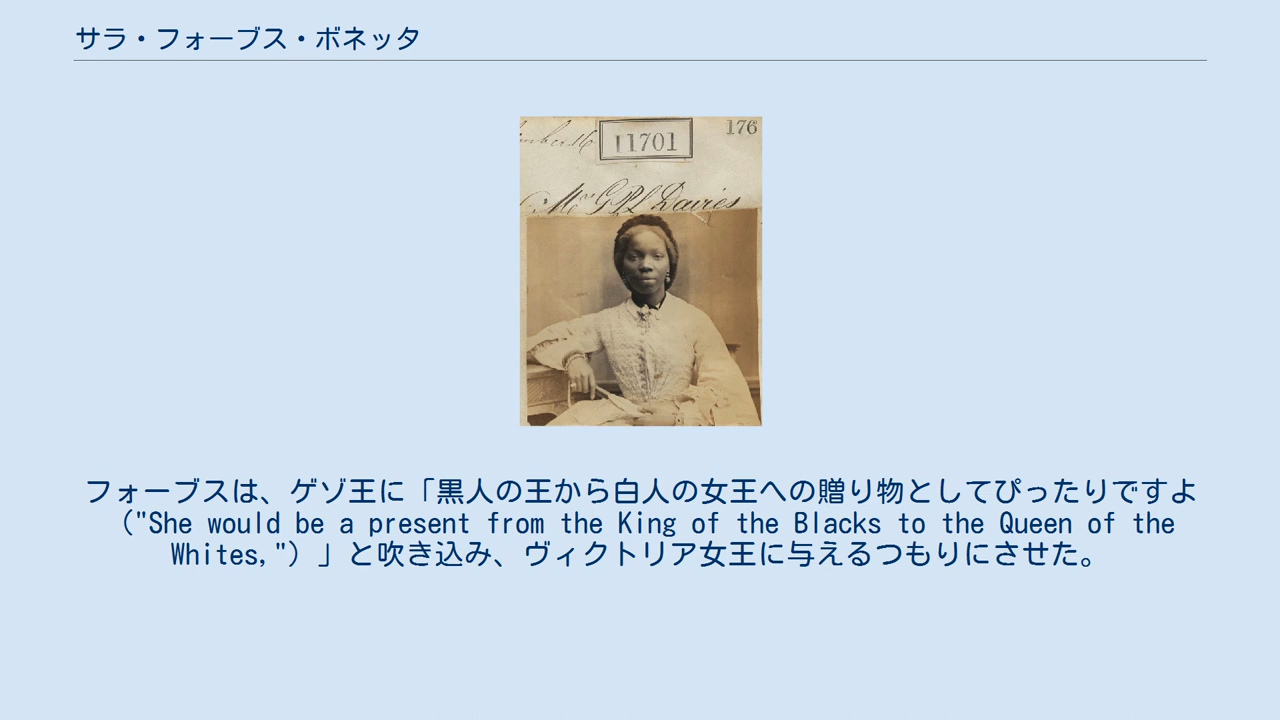 サラ・フォーブス・ボネッタ
11701
176
Davies
フォーブスは、ゲゾ王に「黒人の王から白人の女王への贈り物としてぴったりですよ
("She would be a present from the King of the Blacks to the Queen of the
Whites,")」と吹き込み、ヴィクトリア女王に与えるつもりにさせた。